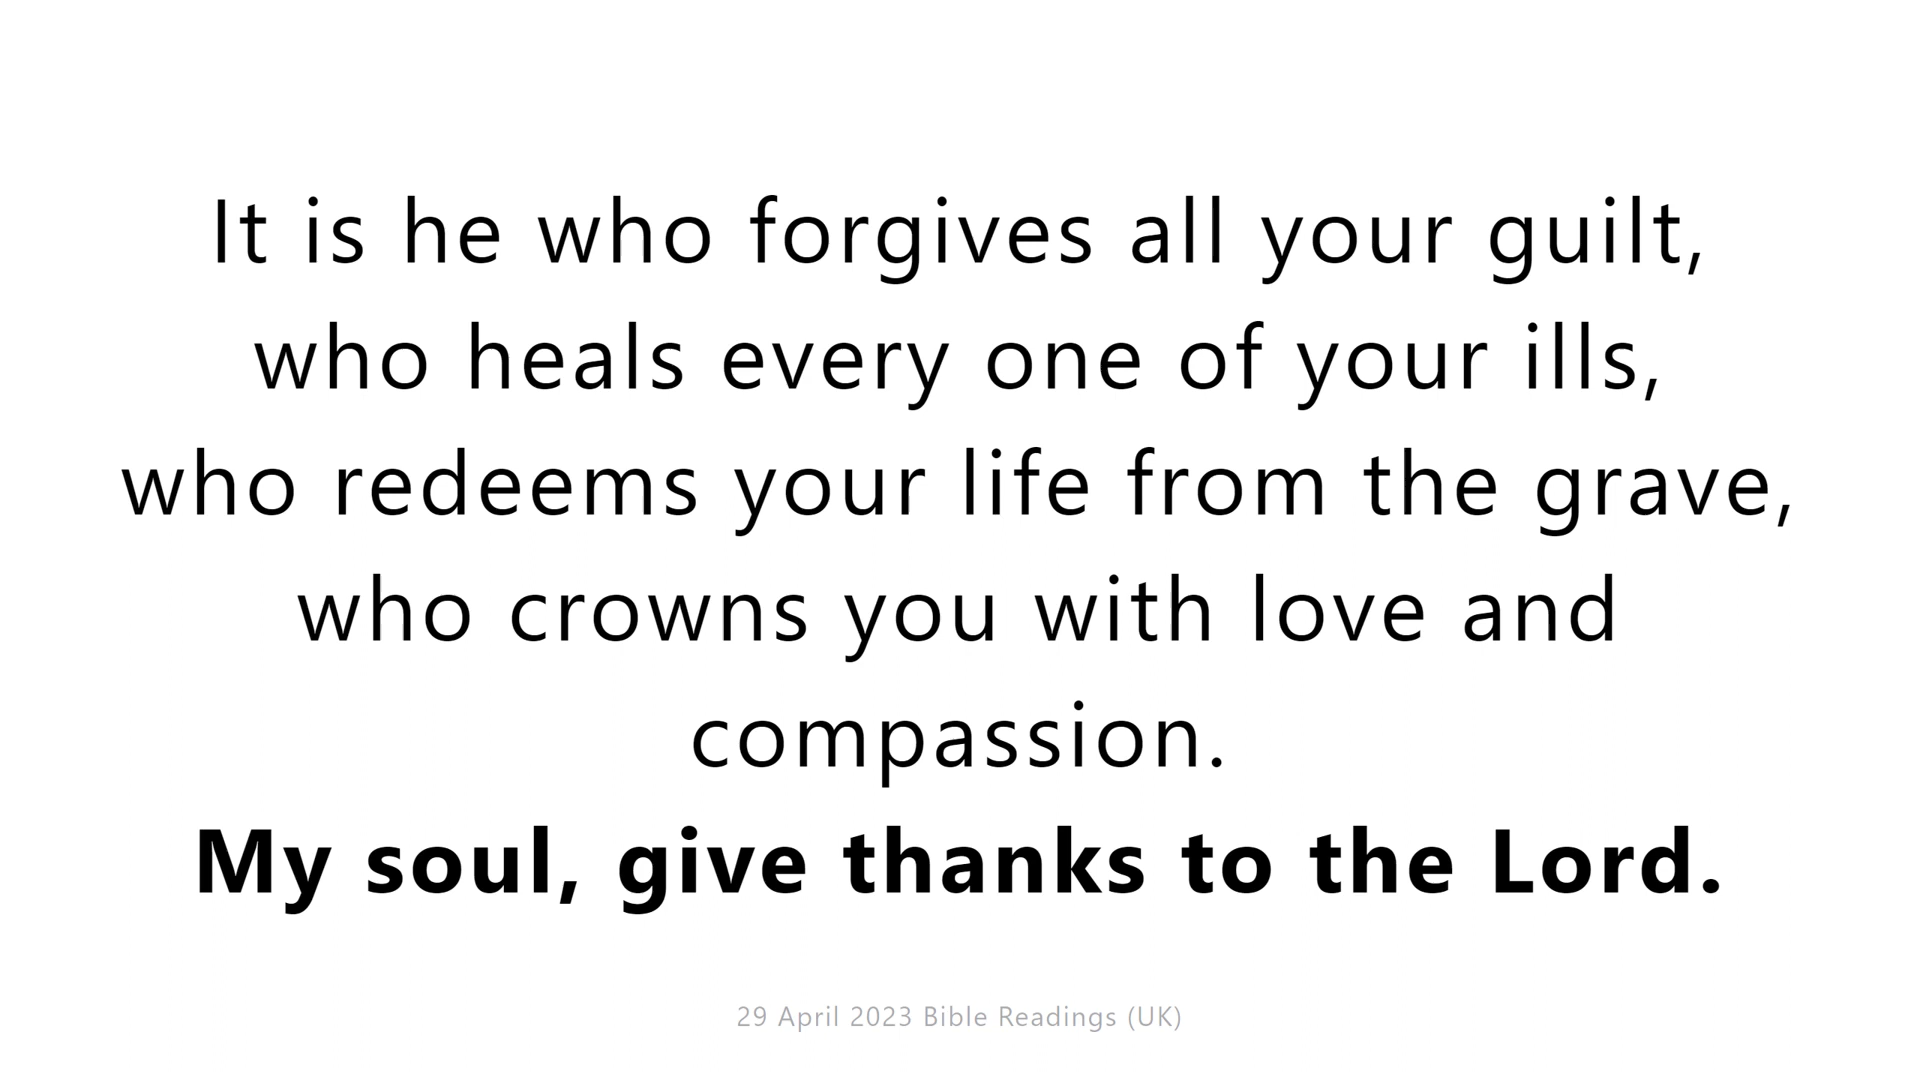 It is he who forgives all your guilt,
who heals every one of your ills,
who redeems your life from the grave,
who crowns you with love and
compassion.
My soul, give thanks to the Lord.
29 April 2023 Bible Readings (UK)